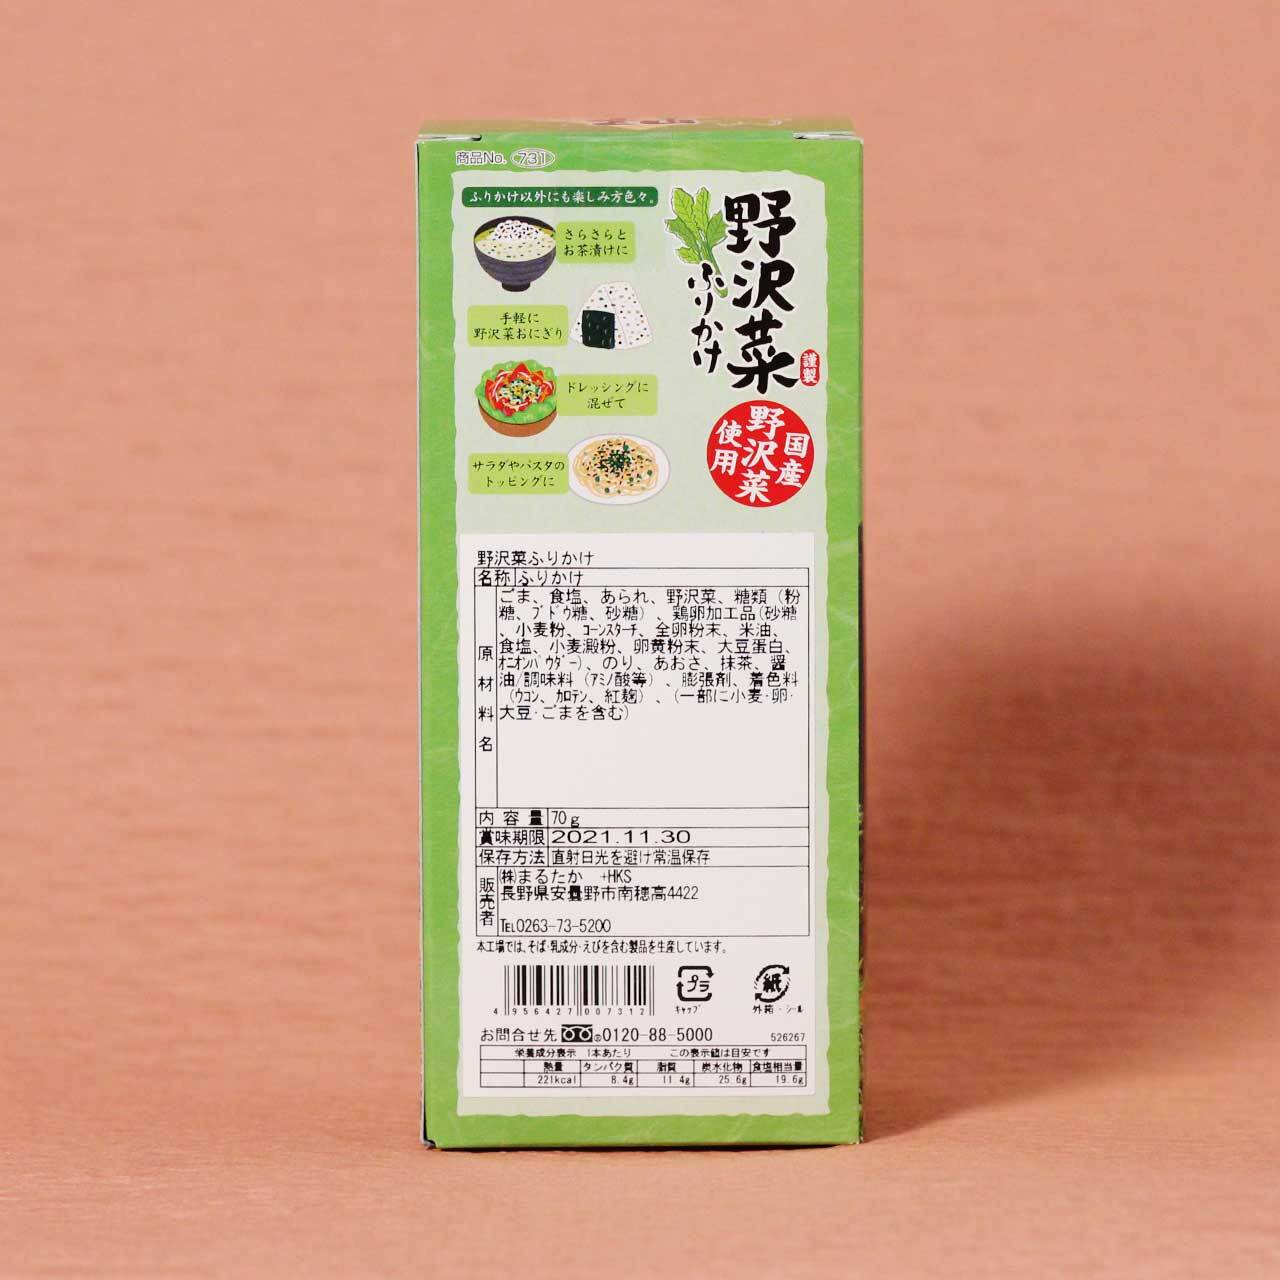 商品No. 731
ふりかけ以外にも楽しみ方色々。
さらさらと
お茶漬けに
手軽に
野沢菜おにぎり
ドレッシングに
混ぜて
サラダやパスタの
トッピングに
野沢菜
ふりかけ
謹製
国産
野沢菜
使用
野沢菜ふりかけ
名称 ふりかけ
原材料名
ごま、食塩、あられ、野沢菜、糖類（粉
糖、ブドウ糖、砂糖）、鶏卵加工品(砂糖
、小麦粉、コーンスターチ、全卵粉末、米油、
食塩、小麦澱粉、卵黄粉末、大豆蛋白、
オニオンパウダー)、のり、あおさ、抹茶、醤
油/調味料（アミノ酸等）、膨張剤、着色料
（ウコン、カロテン、紅麹）、(一部に小麦・卵・
大豆・ごまを含む)
内容量 70g
賞味期限 2021.11.30
保存方法 直射日光を避け常温保存
販売者
(株)まるたか +HKS
長野県安曇野市南穂高4422
TEL0263-73-5200
本工場では、そば・乳成分・えびを含む製品を生産しています。
4 956427 007312
プラ
キャップ
紙
外箱・シール
お問合せ先 0120-88-5000
526267
栄養成分表示 1本あたり この表示値は目安です
熱量 タンパク質 脂質 炭水化物 食塩相当量
221kcal 8.4g 11.4g 25.6g 19.6g